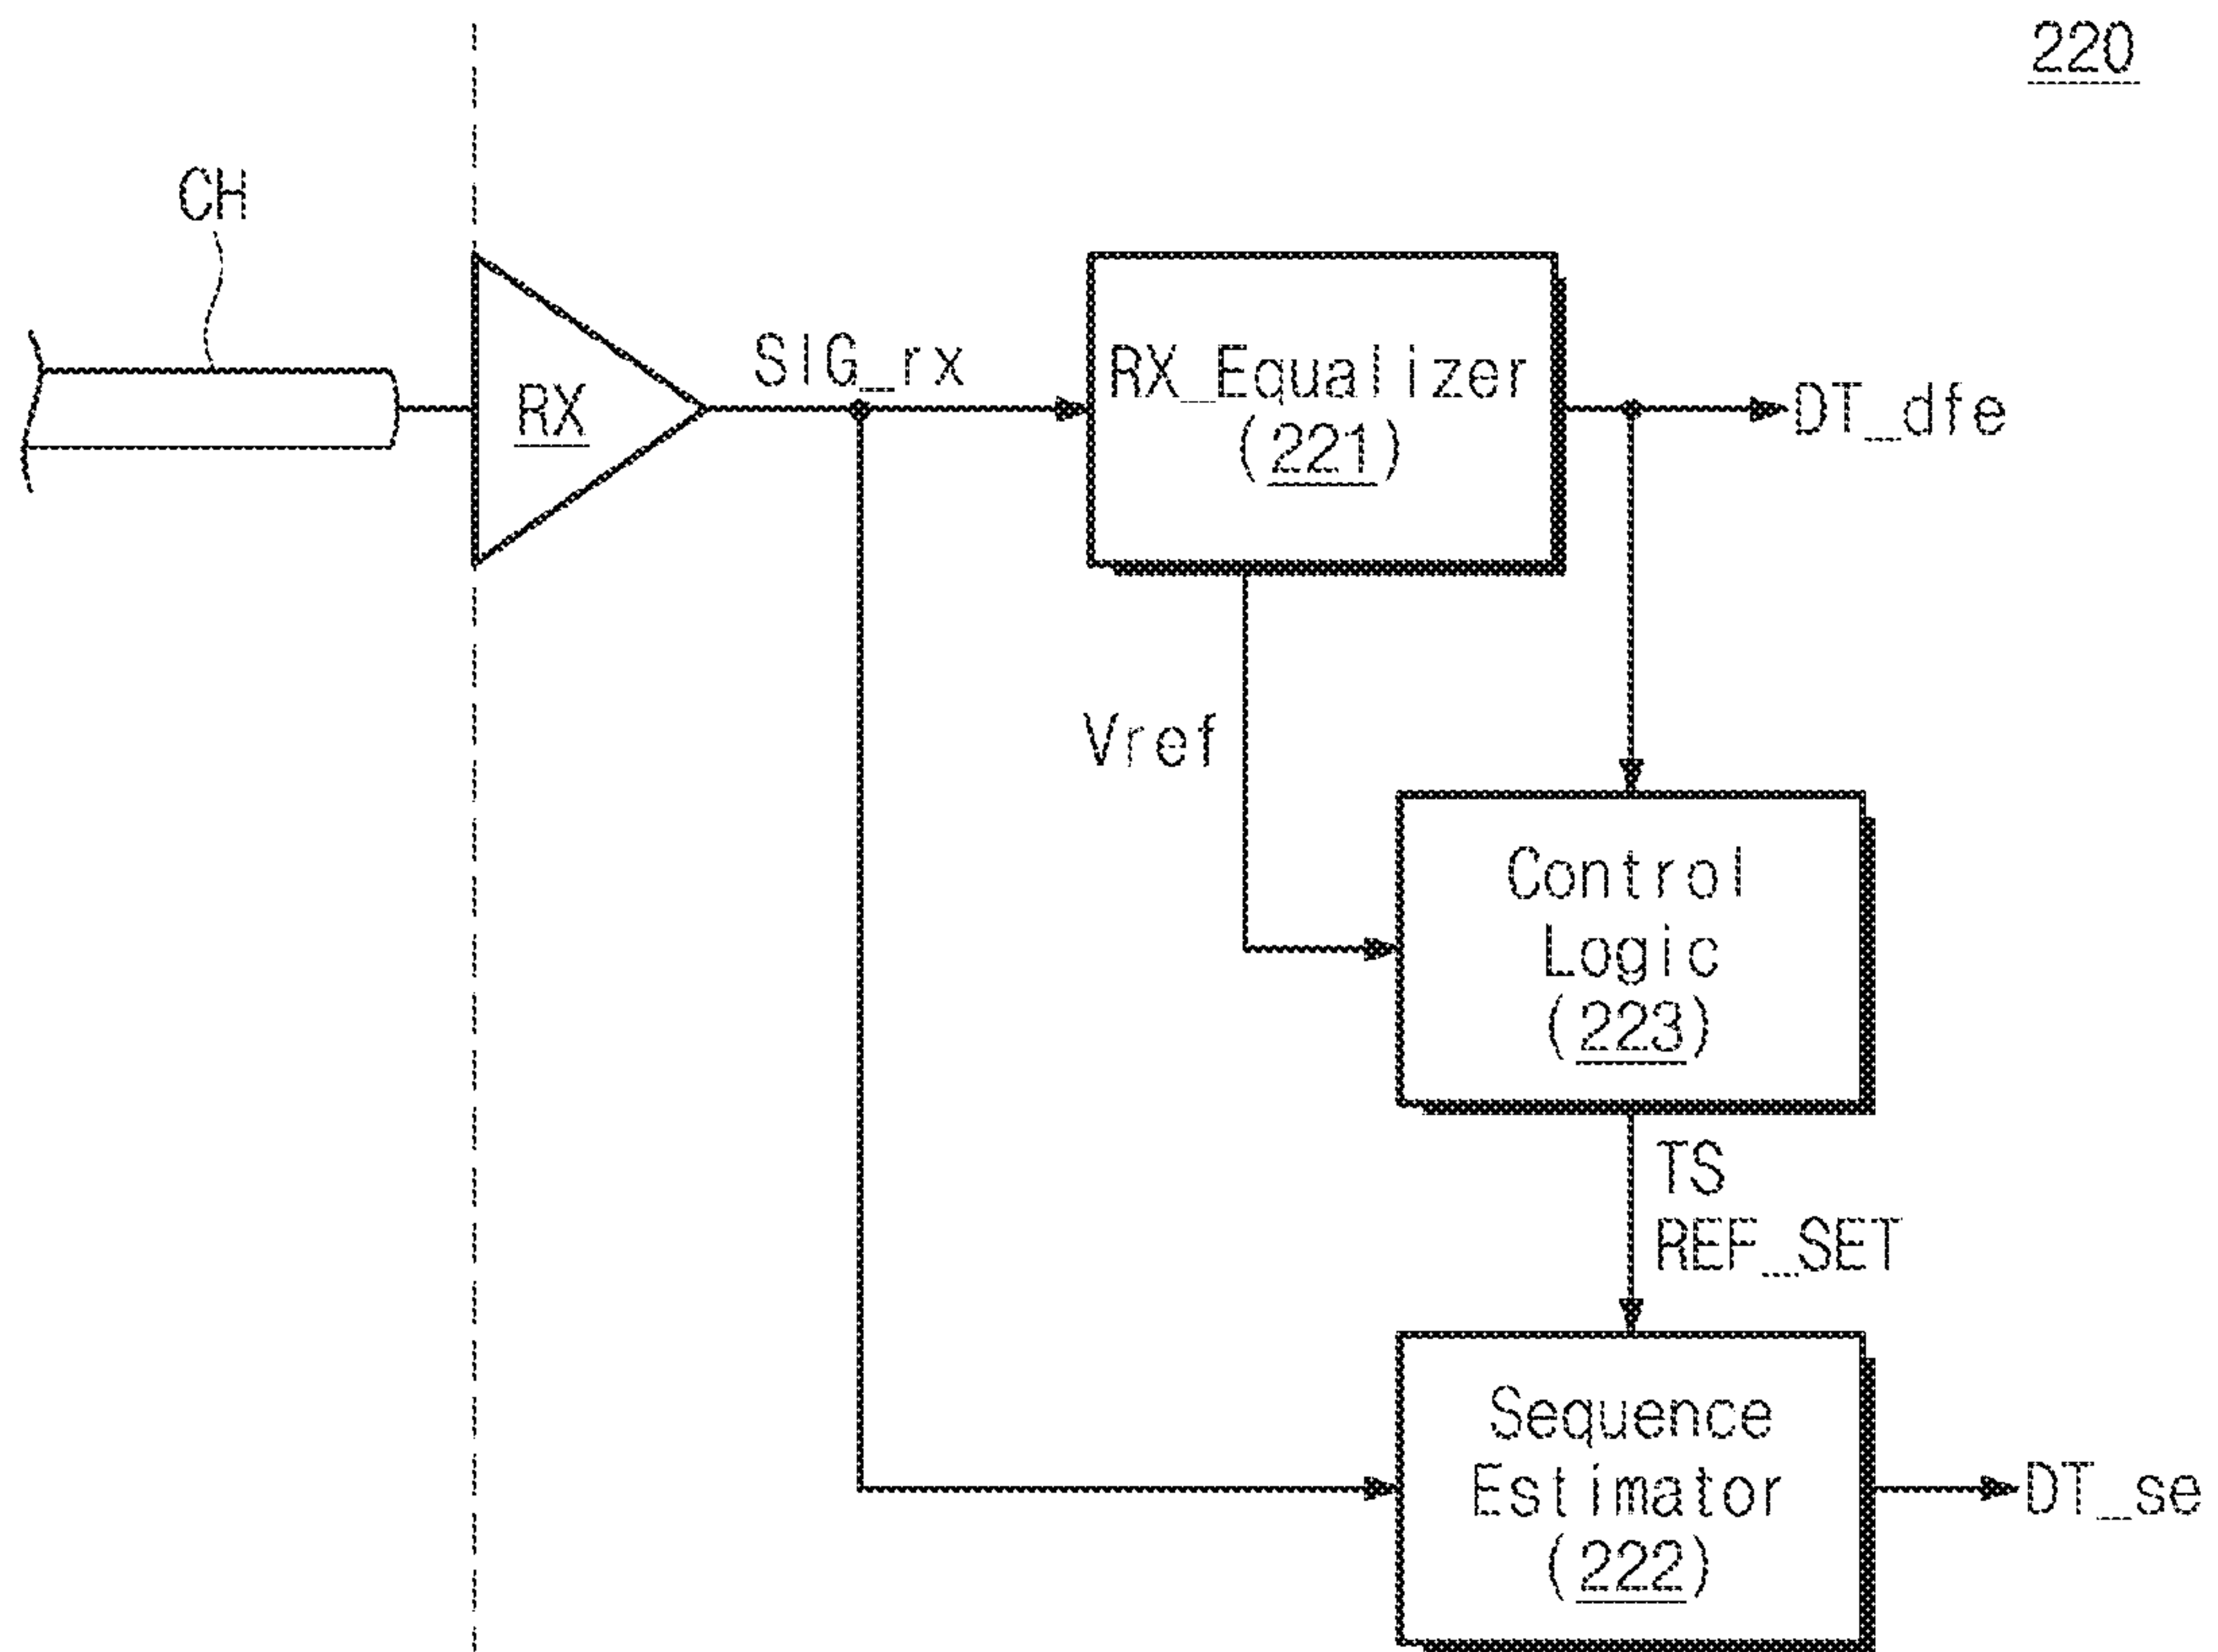 220
CH
RX
SIG_rx
RX_Equalizer
(221)
DT_dfe
Vref
Control
Logic
(223)
TS
REF_SET
Sequence
Estimator
(222)
DT_se